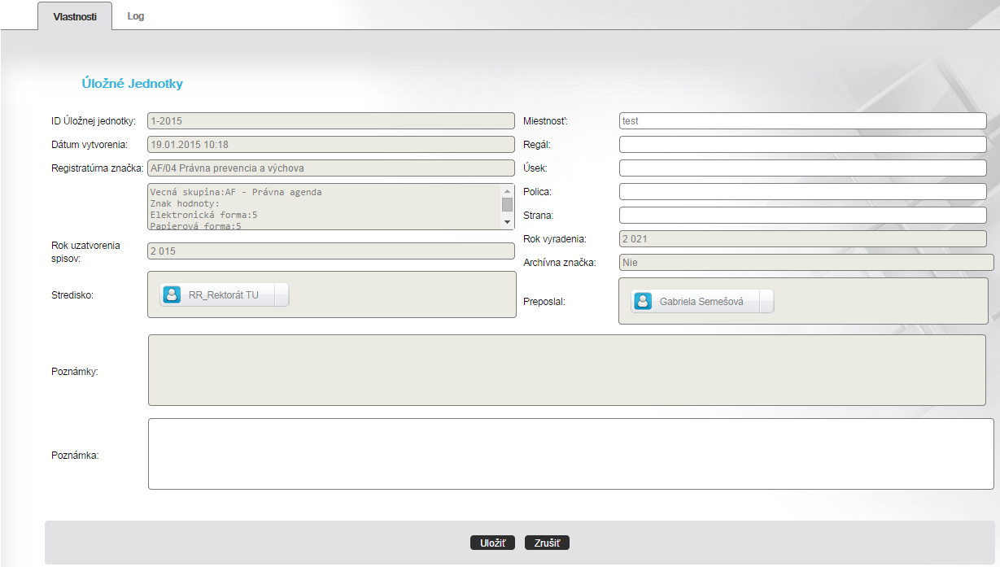 Vlastnosti
Log
Úložné Jednotky
ID Úložnej jednotky:
1-2015
Dátum vytvorenia:
19.01.2015 10:18
Registratúrna značka:
AF/04 Právna prevencia a výchova
Vecná skupina:AF - Právna agenda
Znak hodnoty:
Elektronická forma:5
Papierová forma:5
Rok uzatvorenia
spisov:
2 015
Stredisko:
RR_Rektorát TU
Miestnosť:
test
Regál:
Úsek:
Polica:
Strana:
Rok vyradenia:
2 021
Archívna značka:
Nie
Preposlal:
Gabriela Semešová
Poznámky:
Poznámka:
Uložiť
Zrušiť